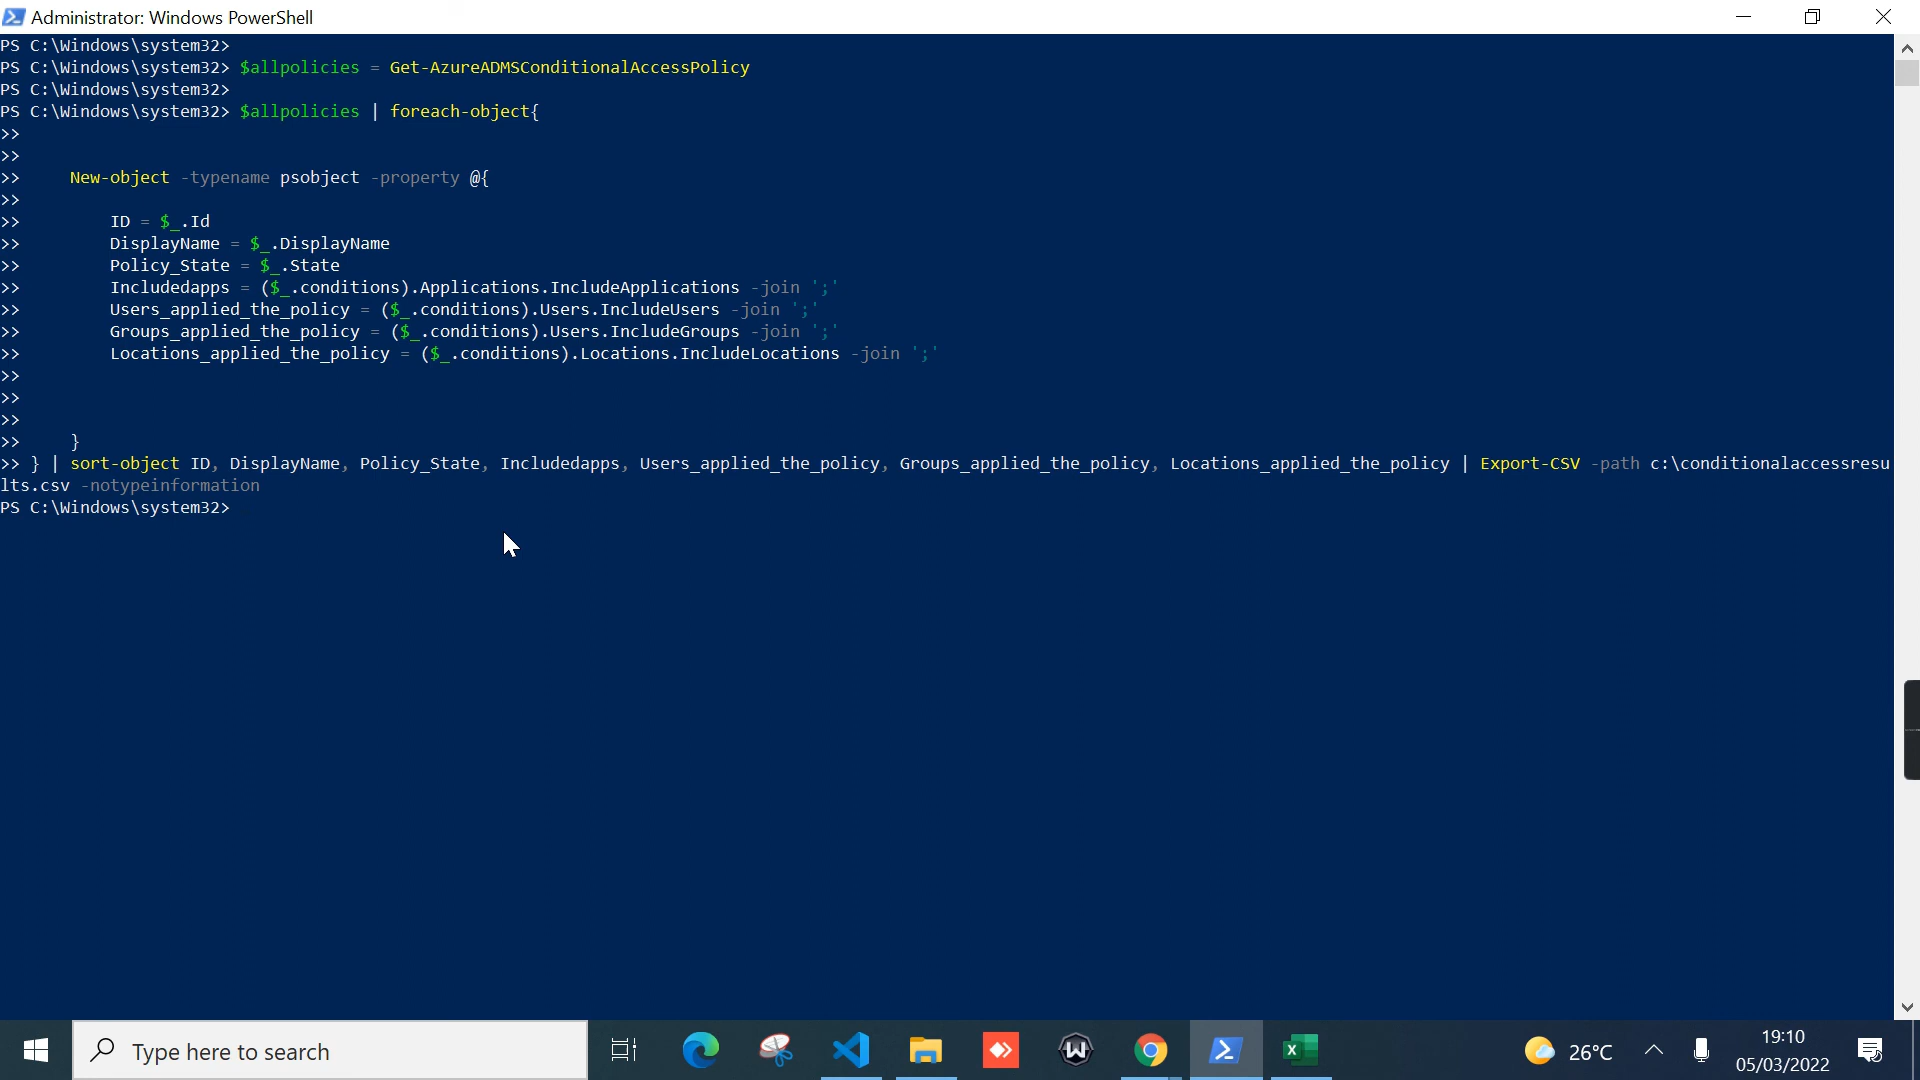 Administrator: Windows PowerShell
PS C:\Windows\system32>
PS C:\Windows\system32> $allpolicies = Get-AzureADMSConditionalAccessPolicy
PS C:\Windows\system32>
PS C:\Windows\system32> $allpolicies | foreach-object{
>>
>>
>>     New-object -typename psobject -property @{
>>
>>         ID = $_.Id
>>         DisplayName = $_.DisplayName
>>         Policy_State = $_.State
>>         Includedapps = ($_.conditions).Applications.IncludeApplications -join ';'
>>         Users_applied_the_policy = ($_.conditions).Users.IncludeUsers -join ';'
>>         Groups_applied_the_policy = ($_.conditions).Users.IncludeGroups -join ';'
>>         Locations_applied_the_policy = ($_.conditions).Locations.IncludeLocations -join ';'
>>
>>
>>
>>     }
>> } | sort-object ID, DisplayName, Policy_State, Includedapps, Users_applied_the_policy, Groups_applied_the_policy, Locations_applied_the_policy | Export-CSV -path c:\conditionalaccessresu
lts.csv -notypeinformation
PS C:\Windows\system32>
Type here to search
26°C
19:10
05/03/2022